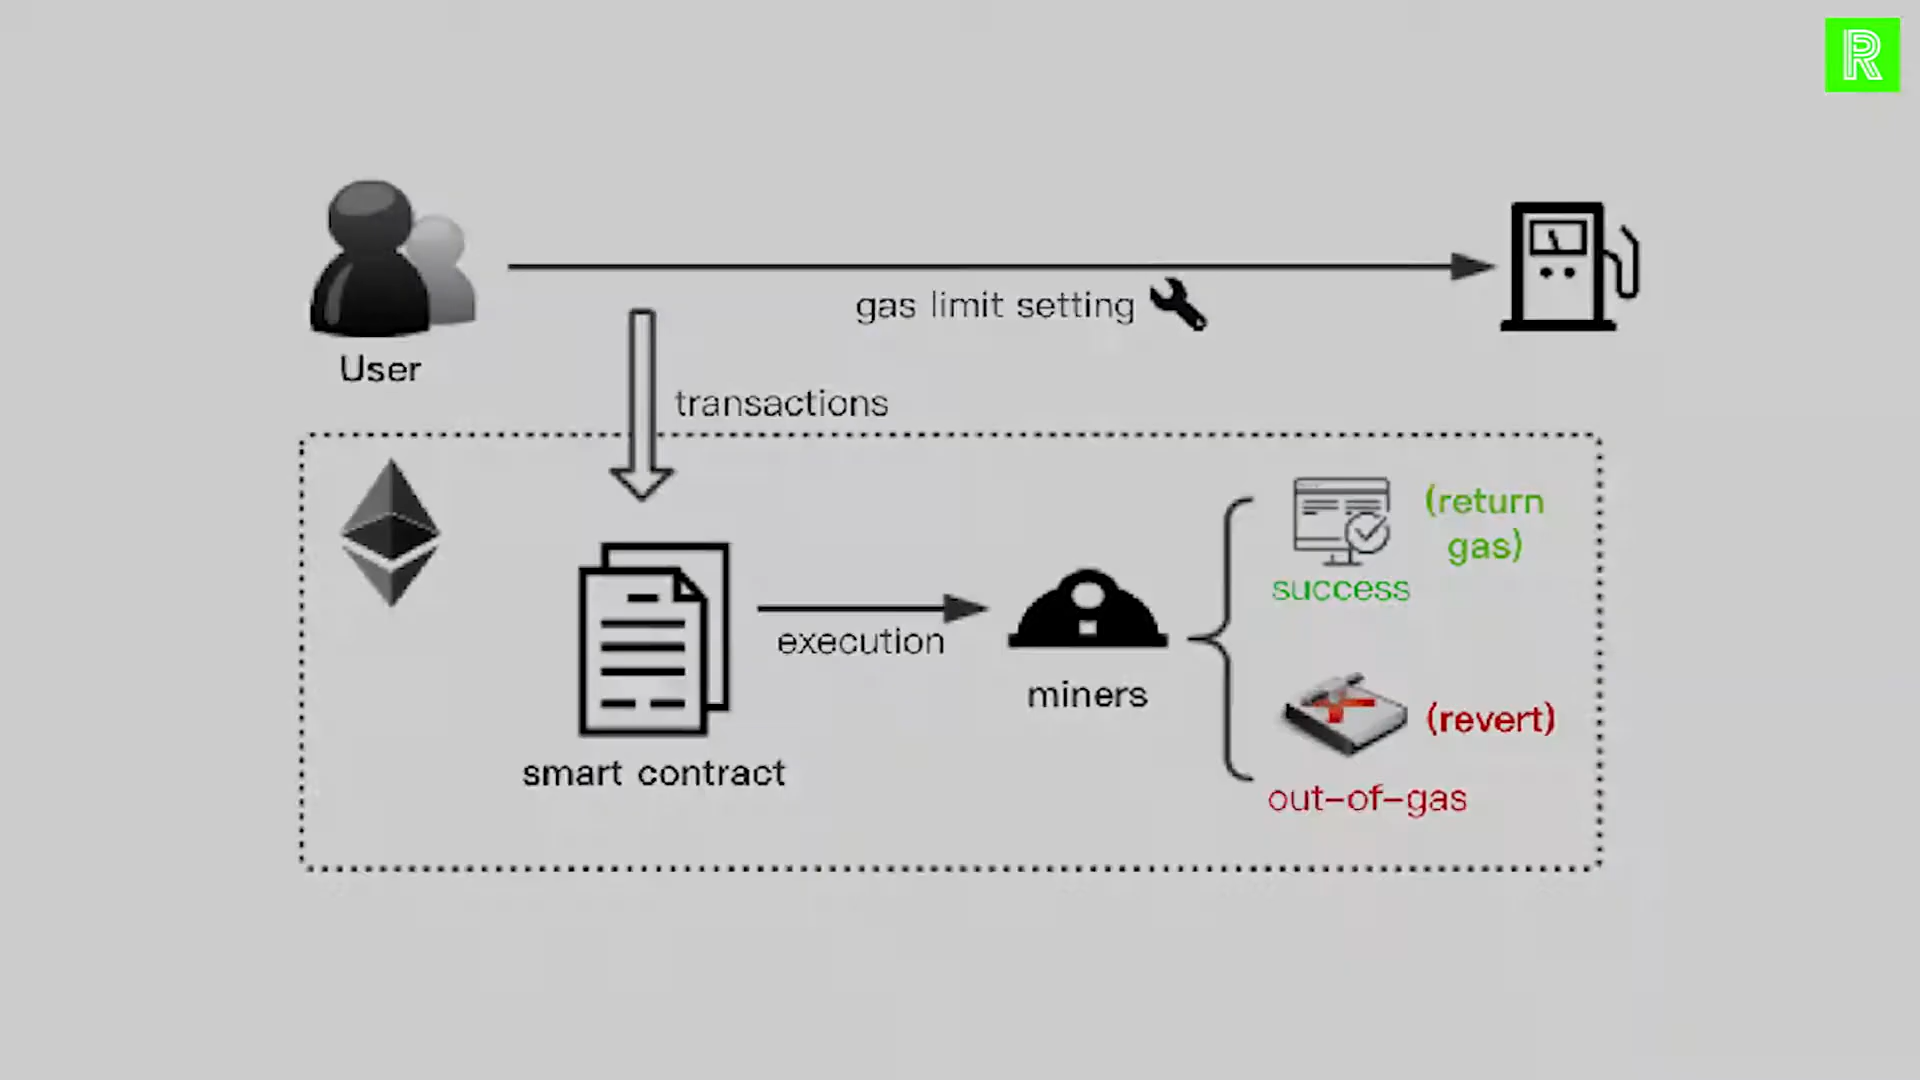 R
gas limit setting
User
transactions
(return
gas)
success
execution
miners
(revert)
smart contract
out-of-gas